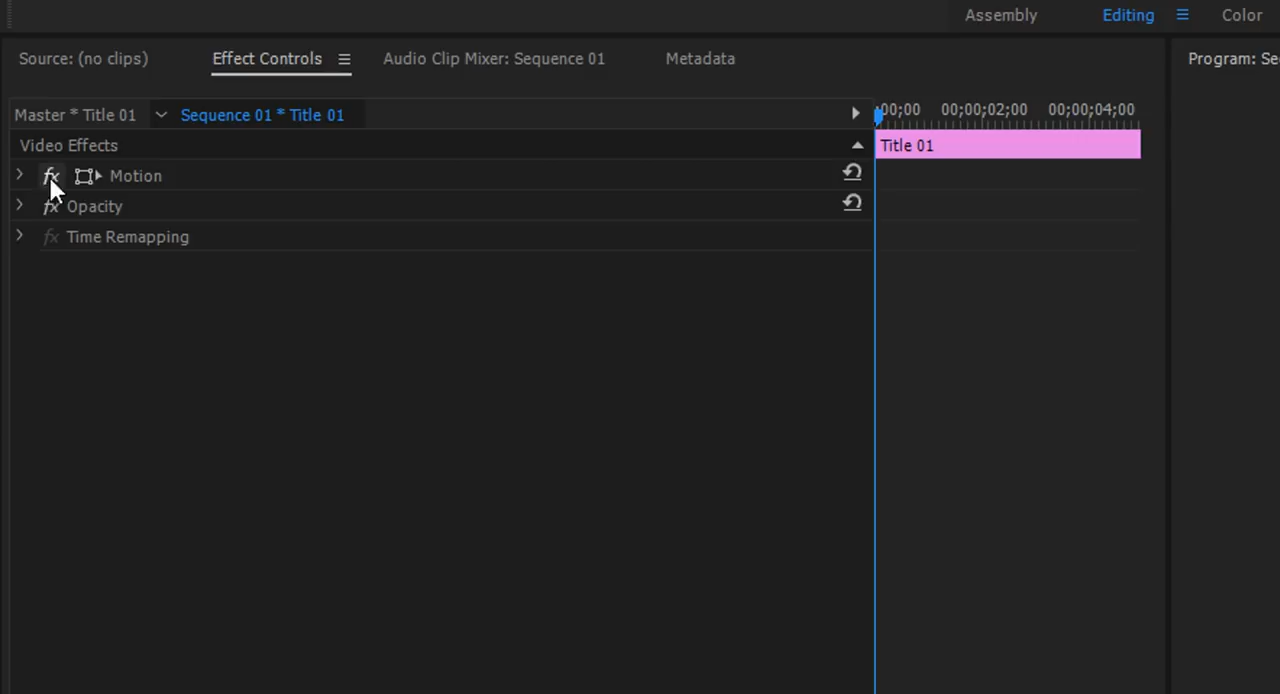 Assembly Editing Color
Source: (no clips) Effect Controls Audio Clip Mixer: Sequence 01 Metadata Program: Se
Master * Title 01 Sequence 01 * Title 01 ;00;00 00;00;02;00 00;00;04;00
Video Effects Title 01
fx Motion
fx Opacity
fx Time Remapping